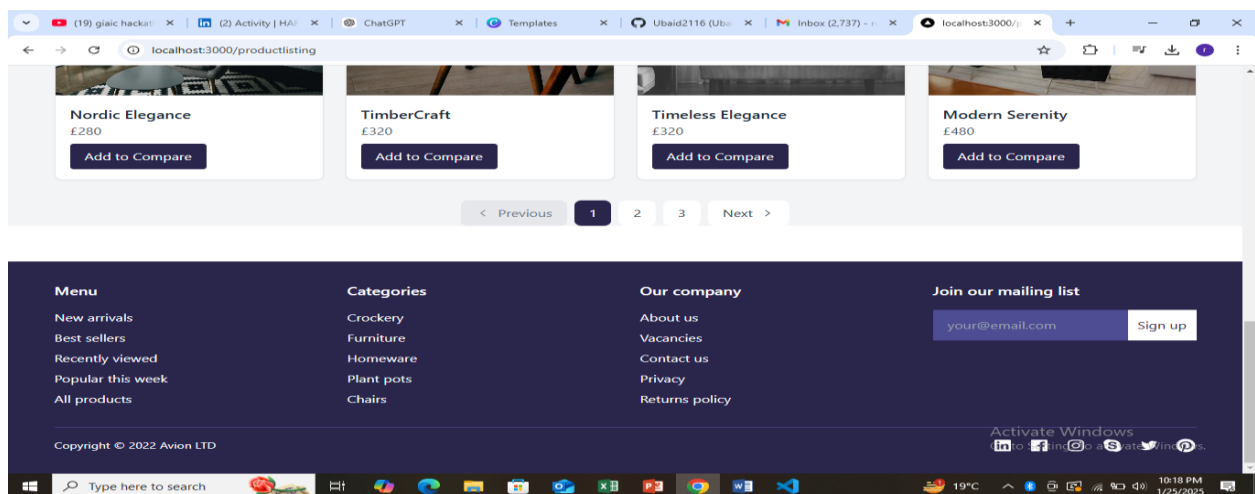 (19) giaic hackat
(2) Activity | HAF
ChatGPT
Templates
Ubaid2116 (Uba
Inbox (2,737) - r
localhost:3000/p
localhost:3000/productlisting
Nordic Elegance
£280
Add to Compare
TimberCraft
£320
Add to Compare
Timeless Elegance
£320
Add to Compare
Modern Serenity
£480
Add to Compare
< Previous 1 2 3 Next >
Menu
New arrivals
Best sellers
Recently viewed
Popular this week
All products
Categories
Crockery
Furniture
Homeware
Plant pots
Chairs
Our company
About us
Vacancies
Contact us
Privacy
Returns policy
Join our mailing list
your@email.com Sign up
Copyright © 2022 Avion LTD
Activate Windows
Type here to search
19°C
10:18 PM
1/25/2025